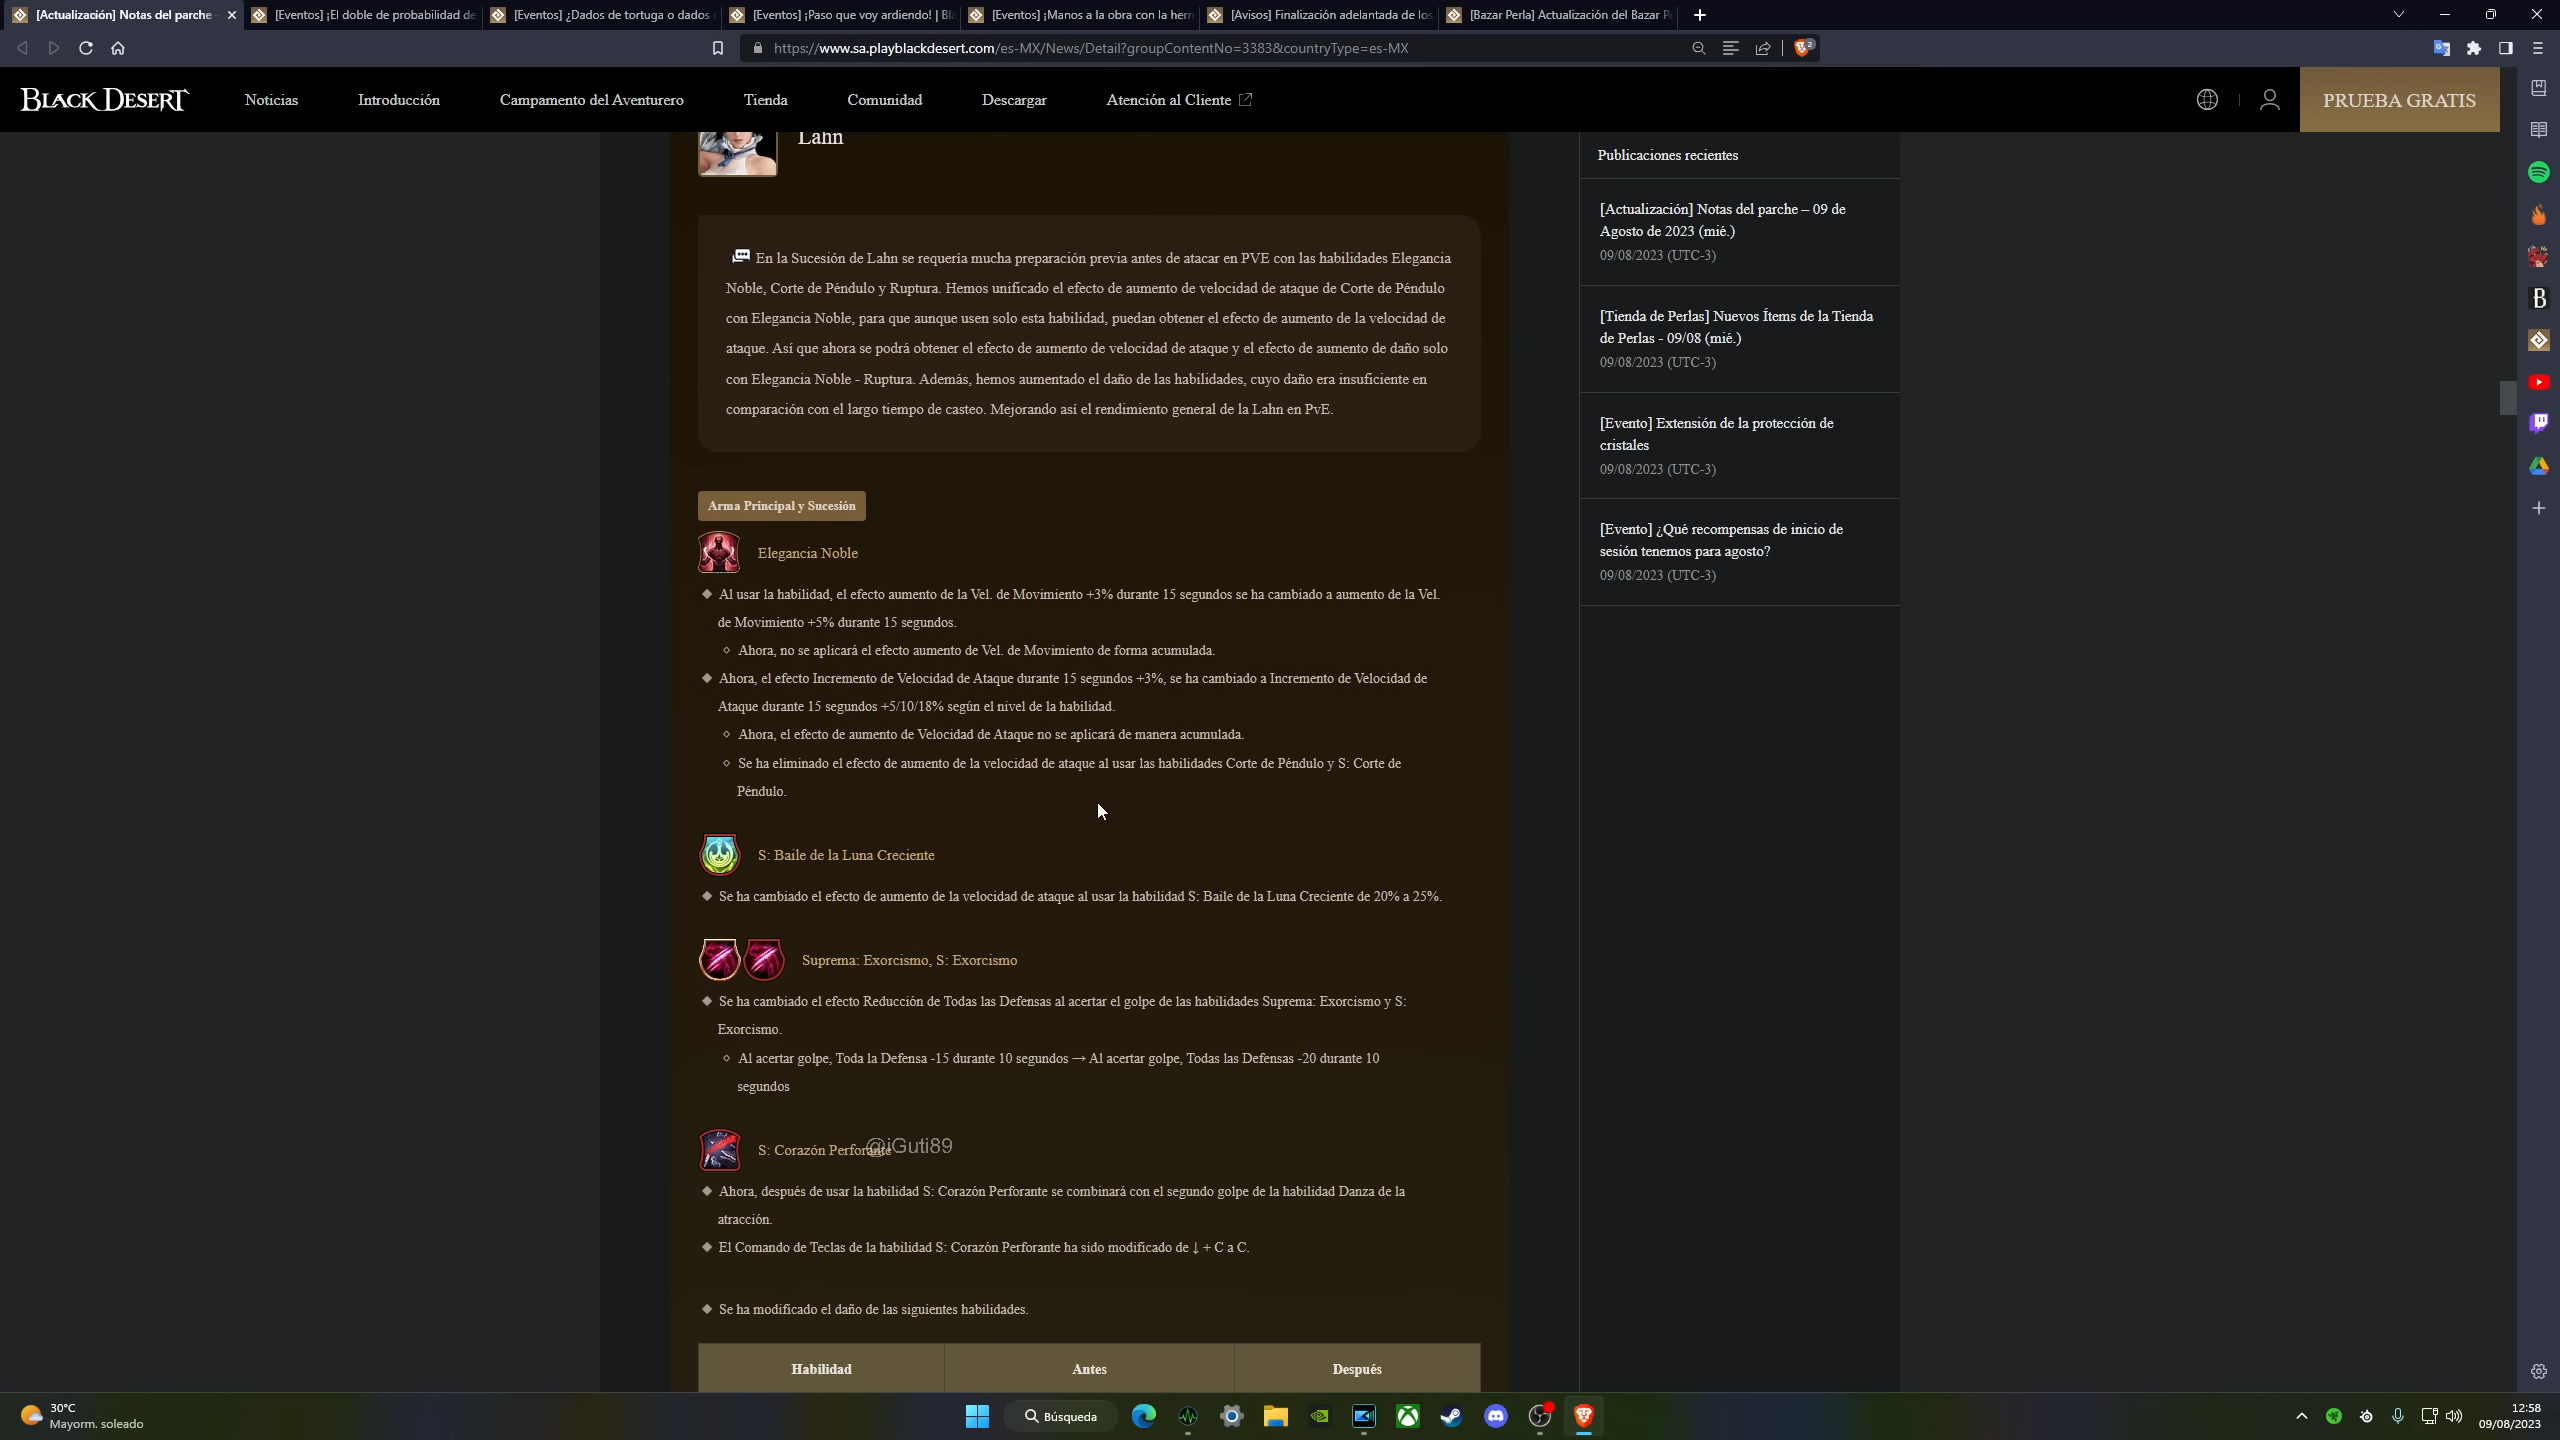 [Actualización] Notas del parche -
[Eventos] ¡El doble de probabilidad de
[Eventos] ¿Dados de tortuga o dados
[Eventos] ¡Paso que voy ardiendo! | Bla
[Eventos] ¡Manos a la obra con la herr
[Avisos] Finalización adelantada de los
[Bazar Perla] Actualización del Bazar Pe
https://www.sa.playblackdesert.com/es-MX/News/Detail?groupContentNo=3383&countryType=es-MX
2
BLACK DESERT
Noticias
Introducción
Campamento del Aventurero
Tienda
Comunidad
Descargar
Atención al Cliente
PRUEBA GRATIS
Lahn
En la Sucesión de Lahn se requería mucha preparación previa antes de atacar en PVE con las habilidades Elegancia
Noble, Corte de Péndulo y Ruptura. Hemos unificado el efecto de aumento de velocidad de ataque de Corte de Péndulo
con Elegancia Noble, para que aunque usen solo esta habilidad, puedan obtener el efecto de aumento de la velocidad de
ataque. Así que ahora se podrá obtener el efecto de aumento de velocidad de ataque y el efecto de aumento de daño solo
con Elegancia Noble - Ruptura. Además, hemos aumentado el daño de las habilidades, cuyo daño era insuficiente en
comparación con el largo tiempo de casteo. Mejorando así el rendimiento general de la Lahn en PvE.
Arma Principal y Sucesión
Elegancia Noble
◆ Al usar la habilidad, el efecto aumento de la Vel. de Movimiento +3% durante 15 segundos se ha cambiado a aumento de la Vel.
de Movimiento +5% durante 15 segundos.
◇ Ahora, no se aplicará el efecto aumento de Vel. de Movimiento de forma acumulada.
◆ Ahora, el efecto Incremento de Velocidad de Ataque durante 15 segundos +3%, se ha cambiado a Incremento de Velocidad de
Ataque durante 15 segundos +5/10/18% según el nivel de la habilidad.
◇ Ahora, el efecto de aumento de Velocidad de Ataque no se aplicará de manera acumulada.
◇ Se ha eliminado el efecto de aumento de la velocidad de ataque al usar las habilidades Corte de Péndulo y S: Corte de
Péndulo.
S: Baile de la Luna Creciente
◆ Se ha cambiado el efecto de aumento de la velocidad de ataque al usar la habilidad S: Baile de la Luna Creciente de 20% a 25%.
Suprema: Exorcismo, S: Exorcismo
◆ Se ha cambiado el efecto Reducción de Todas las Defensas al acertar el golpe de las habilidades Suprema: Exorcismo y S:
Exorcismo.
◇ Al acertar golpe, Toda la Defensa -15 durante 10 segundos → Al acertar golpe, Todas las Defensas -20 durante 10
segundos
S: Corazón Perforante
@iGuti89
◆ Ahora, después de usar la habilidad S: Corazón Perforante se combinará con el segundo golpe de la habilidad Danza de la
atracción.
◆ El Comando de Teclas de la habilidad S: Corazón Perforante ha sido modificado de ↓ + C a C.
◆ Se ha modificado el daño de las siguientes habilidades.
Habilidad
Antes
Después
Publicaciones recientes
[Actualización] Notas del parche – 09 de
Agosto de 2023 (mié.)
09/08/2023 (UTC-3)
[Tienda de Perlas] Nuevos Ítems de la Tienda
de Perlas - 09/08 (mié.)
09/08/2023 (UTC-3)
[Evento] Extensión de la protección de
cristales
09/08/2023 (UTC-3)
[Evento] ¿Qué recompensas de inicio de
sesión tenemos para agosto?
09/08/2023 (UTC-3)
30°C
Mayorm. soleado
Búsqueda
12:58
09/08/2023